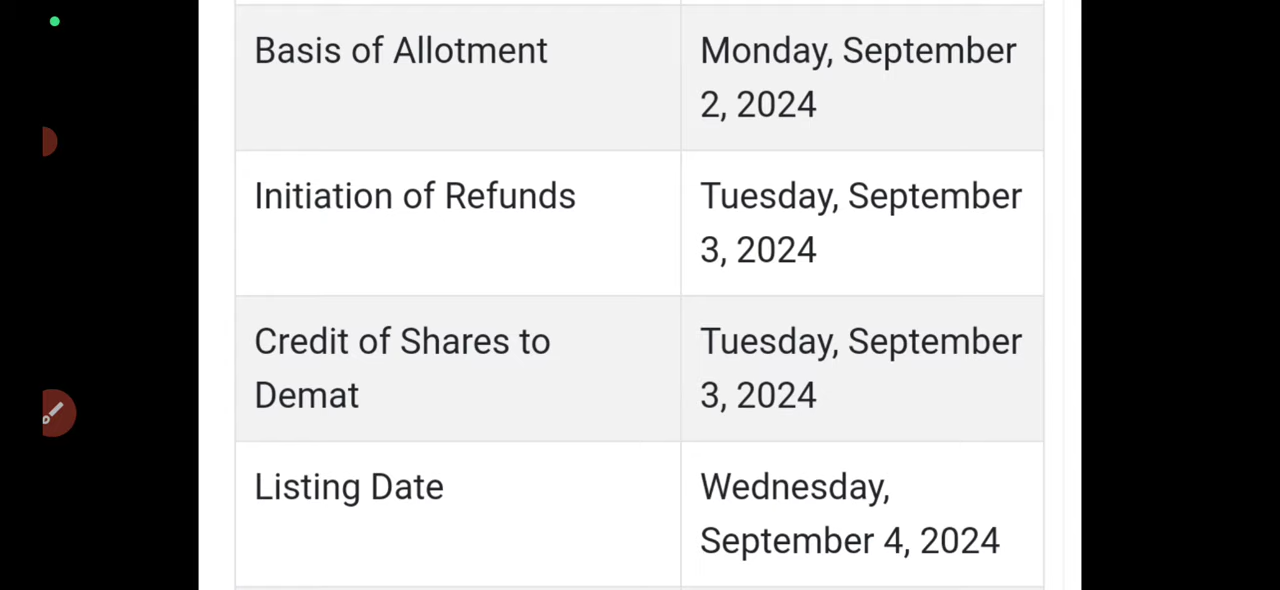 Basis of Allotment
Monday, September
2, 2024
Initiation of Refunds
Tuesday, September
3, 2024
Credit of Shares to
Demat
Tuesday, September
3, 2024
Listing Date
Wednesday,
September 4, 2024